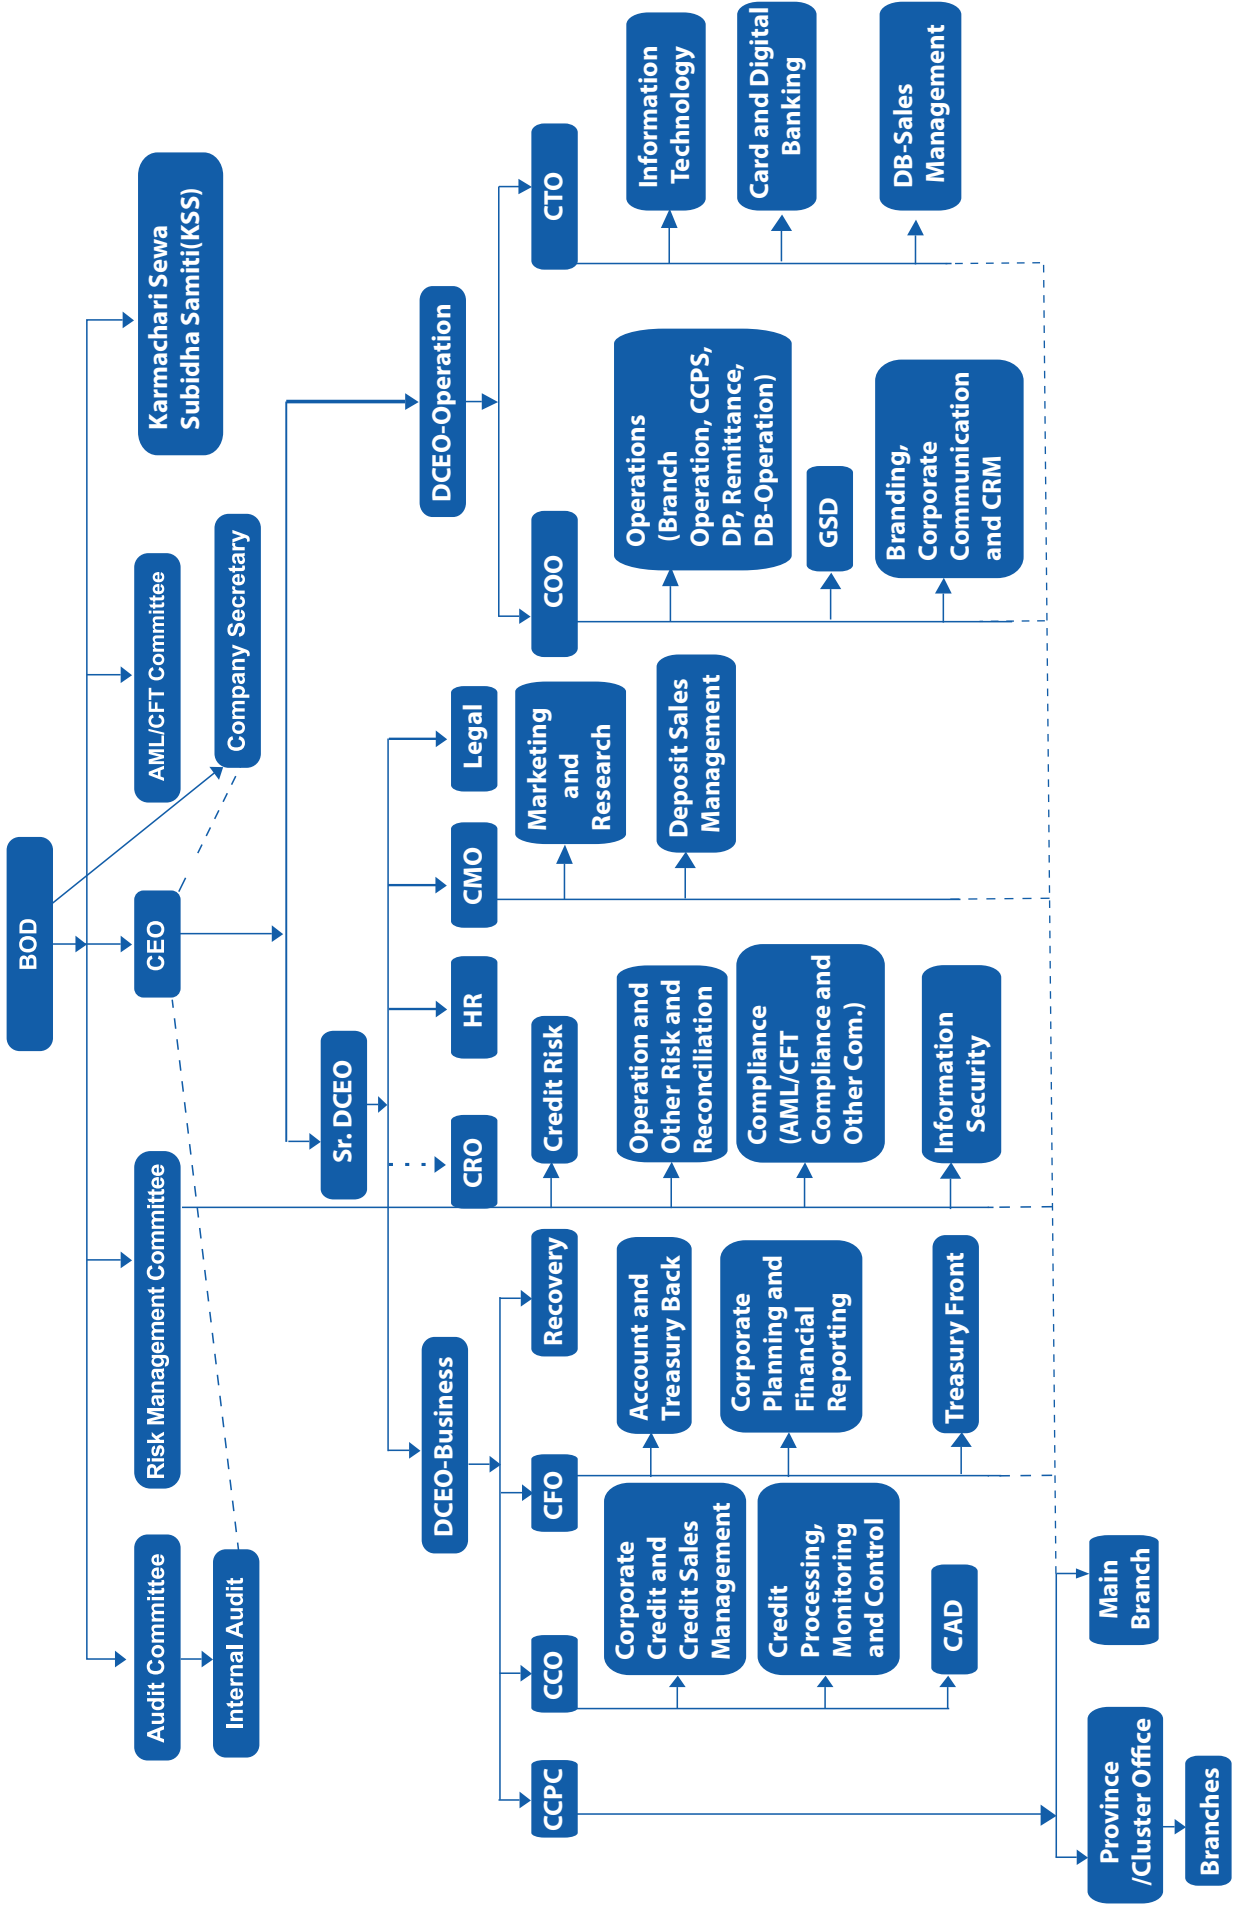 BOD
Audit Committee
Risk Management Committee
CEO
AML/CFT Committee
Karmachari Sewa
Subidha Samiti(KSS)
Internal Audit
Company Secretary
Sr. DCEO
DCEO-Business
DCEO-Operation
CRO
HR
CMO
Legal
CCPC
CCO
CFO
Recovery
COO
CTO
Corporate
Credit and
Credit Sales
Management
Credit
Processing,
Monitoring
and Control
CAD
Account and
Treasury Back
Corporate
Planning and
Financial
Reporting
Treasury Front
Credit Risk
Operation and
Other Risk and
Reconciliation
Compliance
(AML/CFT
Compliance and
Other Com.)
Information
Security
Marketing
and
Research
Deposit Sales
Management
Operations
(Branch
Operation, CCPS,
DP, Remittance,
DB-Operation)
GSD
Branding,
Corporate
Communication
and CRM
Information
Technology
Card and Digital
Banking
DB-Sales
Management
Province
/Cluster Office
Main
Branch
Branches